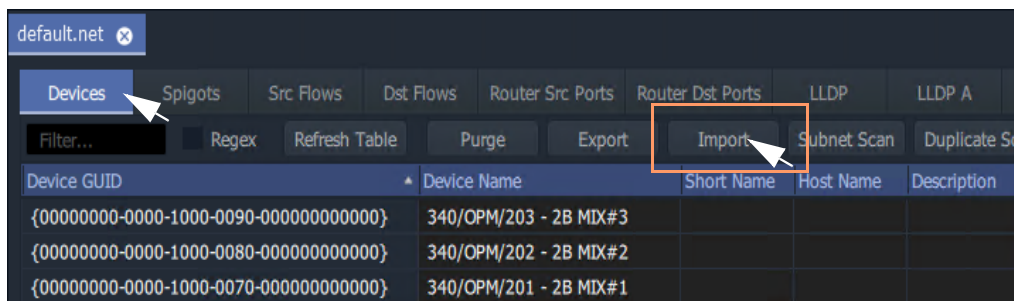 default.net
Devices Spigots Src Flows Dst Flows Router Src Ports Router Dst Ports LLDP LLDP A
Filter... Regex Refresh Table Purge Export Import Subnet Scan Duplicate
Device GUID Device Name Short Name Host Name Description
{00000000-0000-1000-0090-000000000000} 340/OPM/203 - 2B MIX#3
{00000000-0000-1000-0080-000000000000} 340/OPM/202 - 2B MIX#2
{00000000-0000-1000-0070-000000000000} 340/OPM/201 - 2B MIX#1